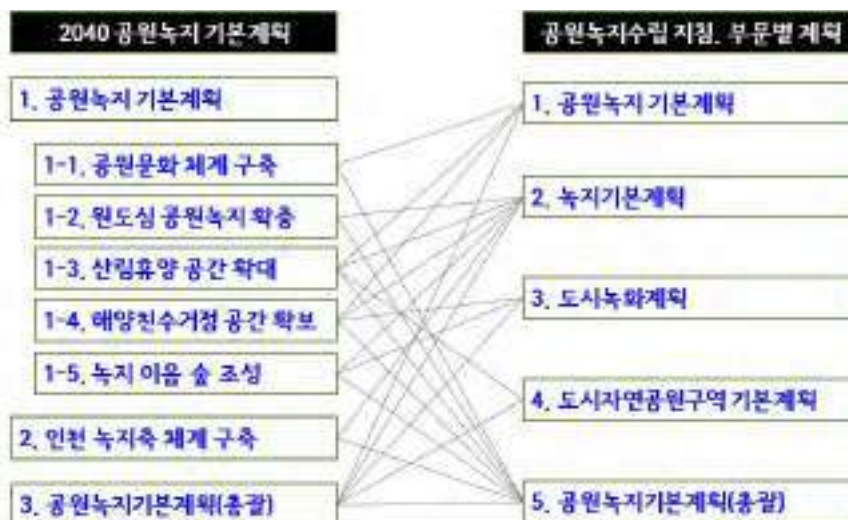 2040 공원녹지 기본계획
1. 공원녹지 기본계획
1-1. 공원문화 체계 구축
1-2. 원도심 공원녹지 확충
1-3. 산림휴양 공간 확대
1-4. 해양친수거점 공간 확보
1-5. 녹지 이음 숲 조성
2. 인천 녹지축 체계 구축
3. 공원녹지기본계획(총괄)
공원녹지수립 지침. 부문별 계획
1. 공원녹지 기본계획
2. 녹지기본계획
3. 도시녹화계획
4. 도시자연공원구역 기본계획
5. 공원녹지기본계획(총괄)